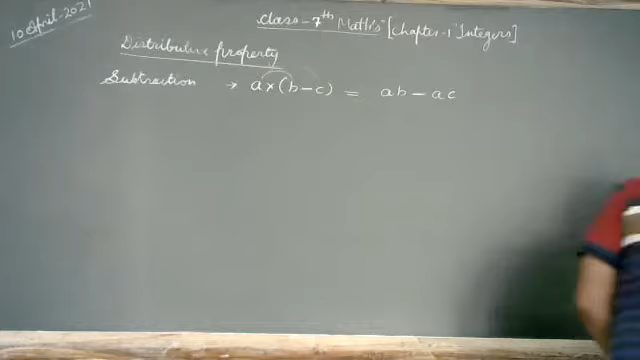 10 April-2021
class-7th Maths [Chapter-1 "Integers]
Distributive property
Subtraction → a×(b-c) = ab - ac